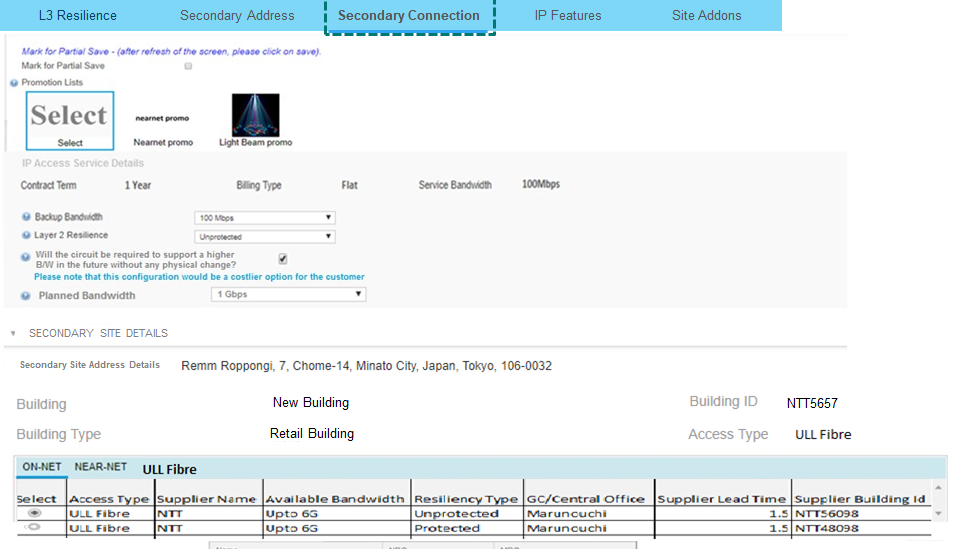 L3 Resilience Secondary Address Secondary Connection IP Features Site Addons
Mark for Partial Save - (after refresh of the screen, please click on save).
Mark for Partial Save
Promotion Lists
Select
nearnet promo
Select Nearnet promo Light Beam promo
IP Access Service Details
Contract Term 1 Year Billing Type Flat Service Bandwidth 100Mbps
Backup Bandwidth 100 Mbps
Layer 2 Resilience Unprotected
Will the circuit be required to support a higher
B/W in the future without any physical change?
Please note that this configuration would be a costlier option for the customer
Planned Bandwidth 1 Gbps
SECONDARY SITE DETAILS
Secondary Site Address Details Remm Roppongi, 7, Chome-14, Minato City, Japan, Tokyo, 106-0032
Building New Building Building ID NTT5657
Building Type Retail Building Access Type ULL Fibre
ON-NET NEAR-NET ULL Fibre
Select Access Type Supplier Name Available Bandwidth Resiliency Type GC/Central Office Supplier Lead Time Supplier Building Id
ULL Fibre NTT Upto 6G Unprotected Maruncuchi 1.5 NTT56098
ULL Fibre NTT Upto 6G Protected Maruncuchi 1.5 NTT48098